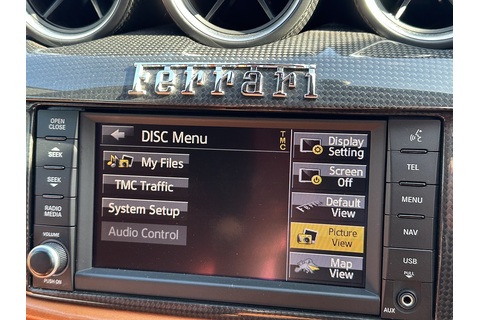 Ferrari
OPEN
CLOSE
SEEK
SEEK
RADIO
MEDIA
VOLUME
PUSH ON
DISC Menu
TMC
My Files
TMC Traffic
System Setup
Audio Control
Display
Setting
Screen
Off
Default
View
Picture
View
Map
View
TEL
MENU
NAV
USB
PULL
AUX